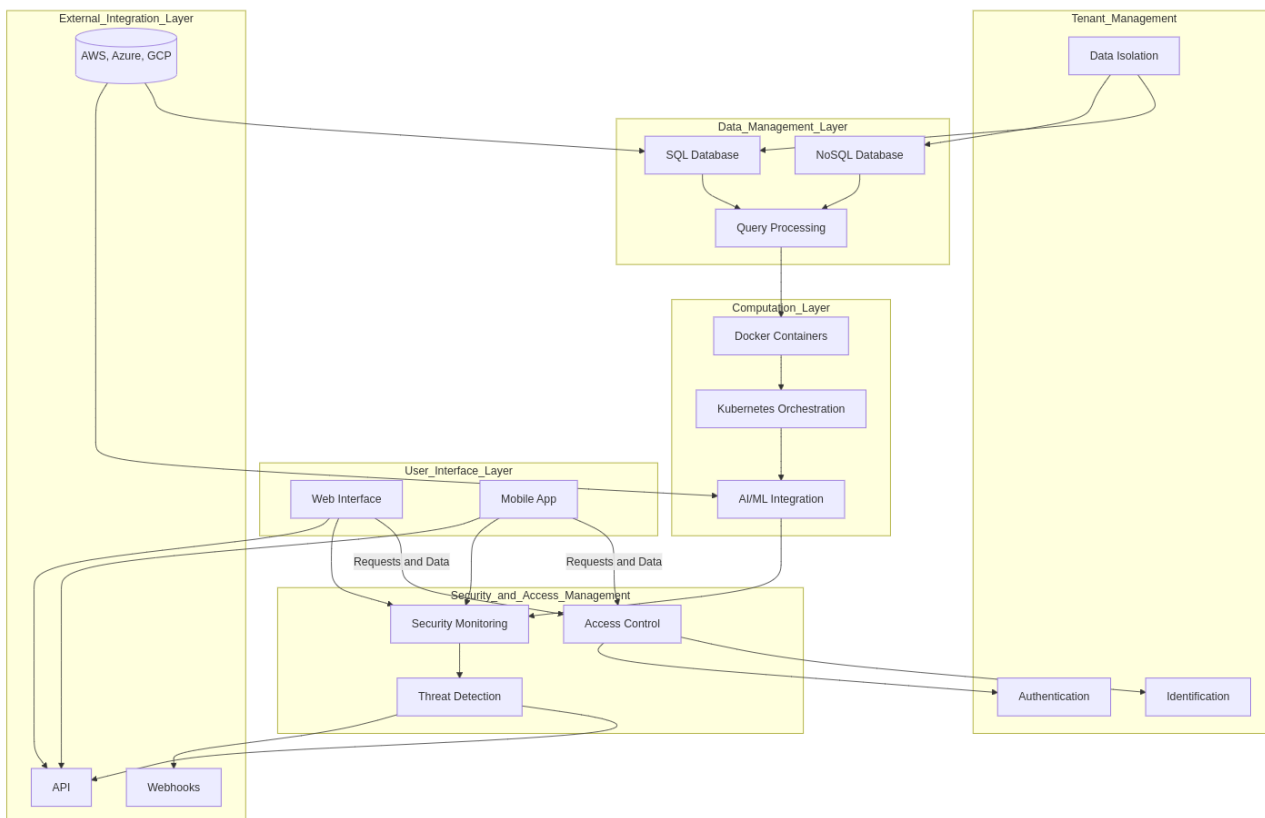 External_Integration_Layer
Tenant_Management
AWS, Azure, GCP
Data Isolation
Data_Management_Layer
SQL Database
NoSQL Database
Query Processing
Computation_Layer
Docker Containers
Kubernetes Orchestration
User_Interface_Layer
Web Interface
Mobile App
AI/ML Integration
Requests and Data
Requests and Data
Security_and_Access_Management
Security Monitoring
Access Control
Threat Detection
Authentication
Identification
API
Webhooks